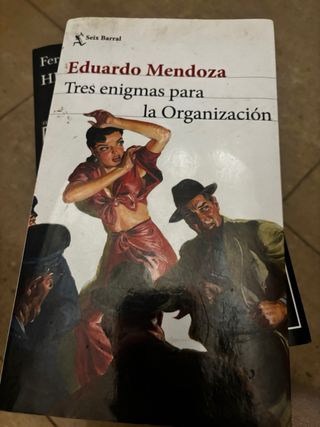 Seix Barral
Eduardo Mendoza
Tres enigmas para
la Organización